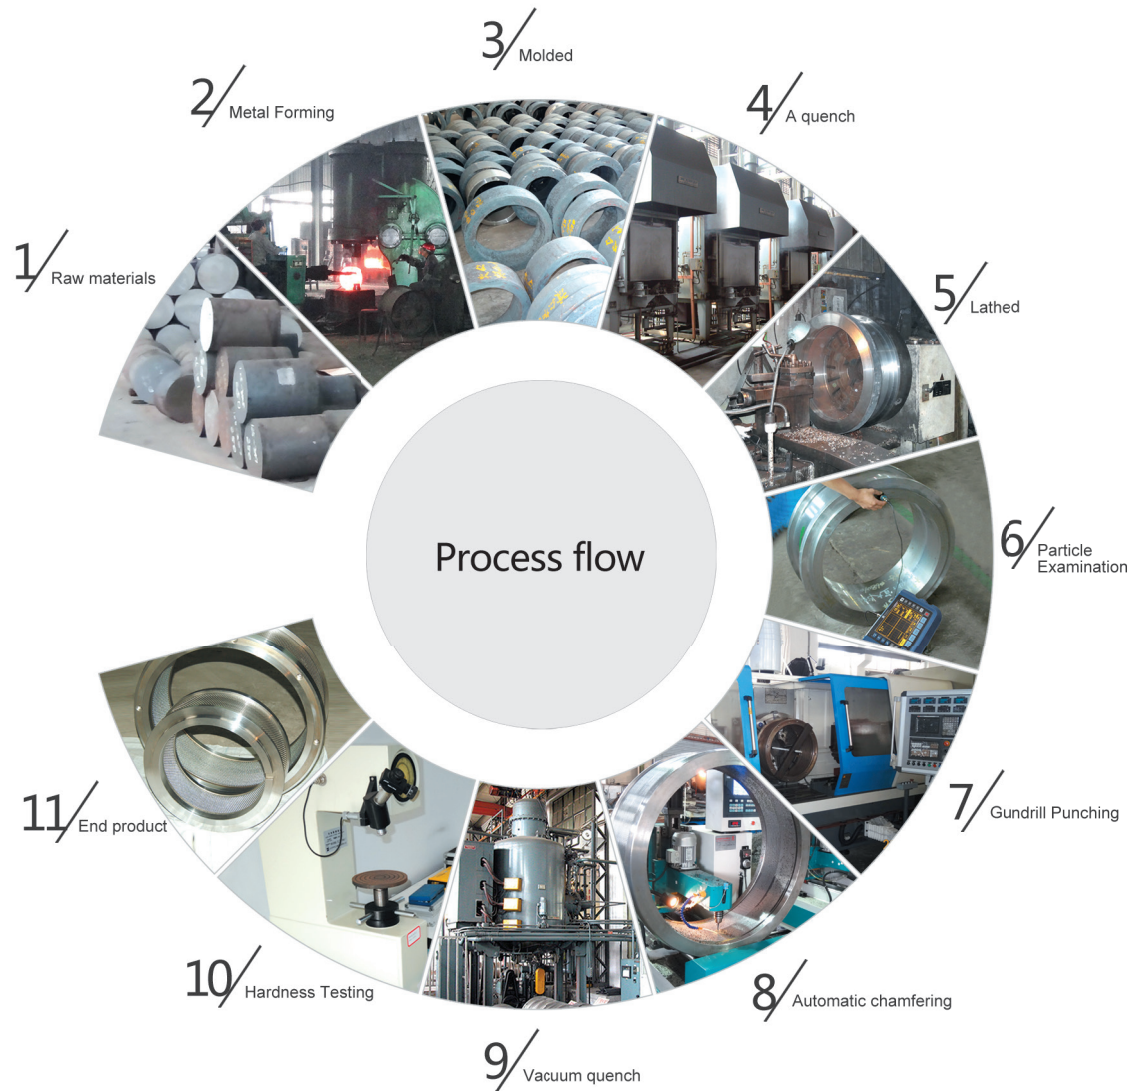 Process flow
1 Raw materials
2 Metal Forming
3 Molded
4 A quench
5 Lathed
6 Particle
Examination
7 Gundrill Punching
8 Automatic chamfering
9 Vacuum quench
10 Hardness Testing
11 End product